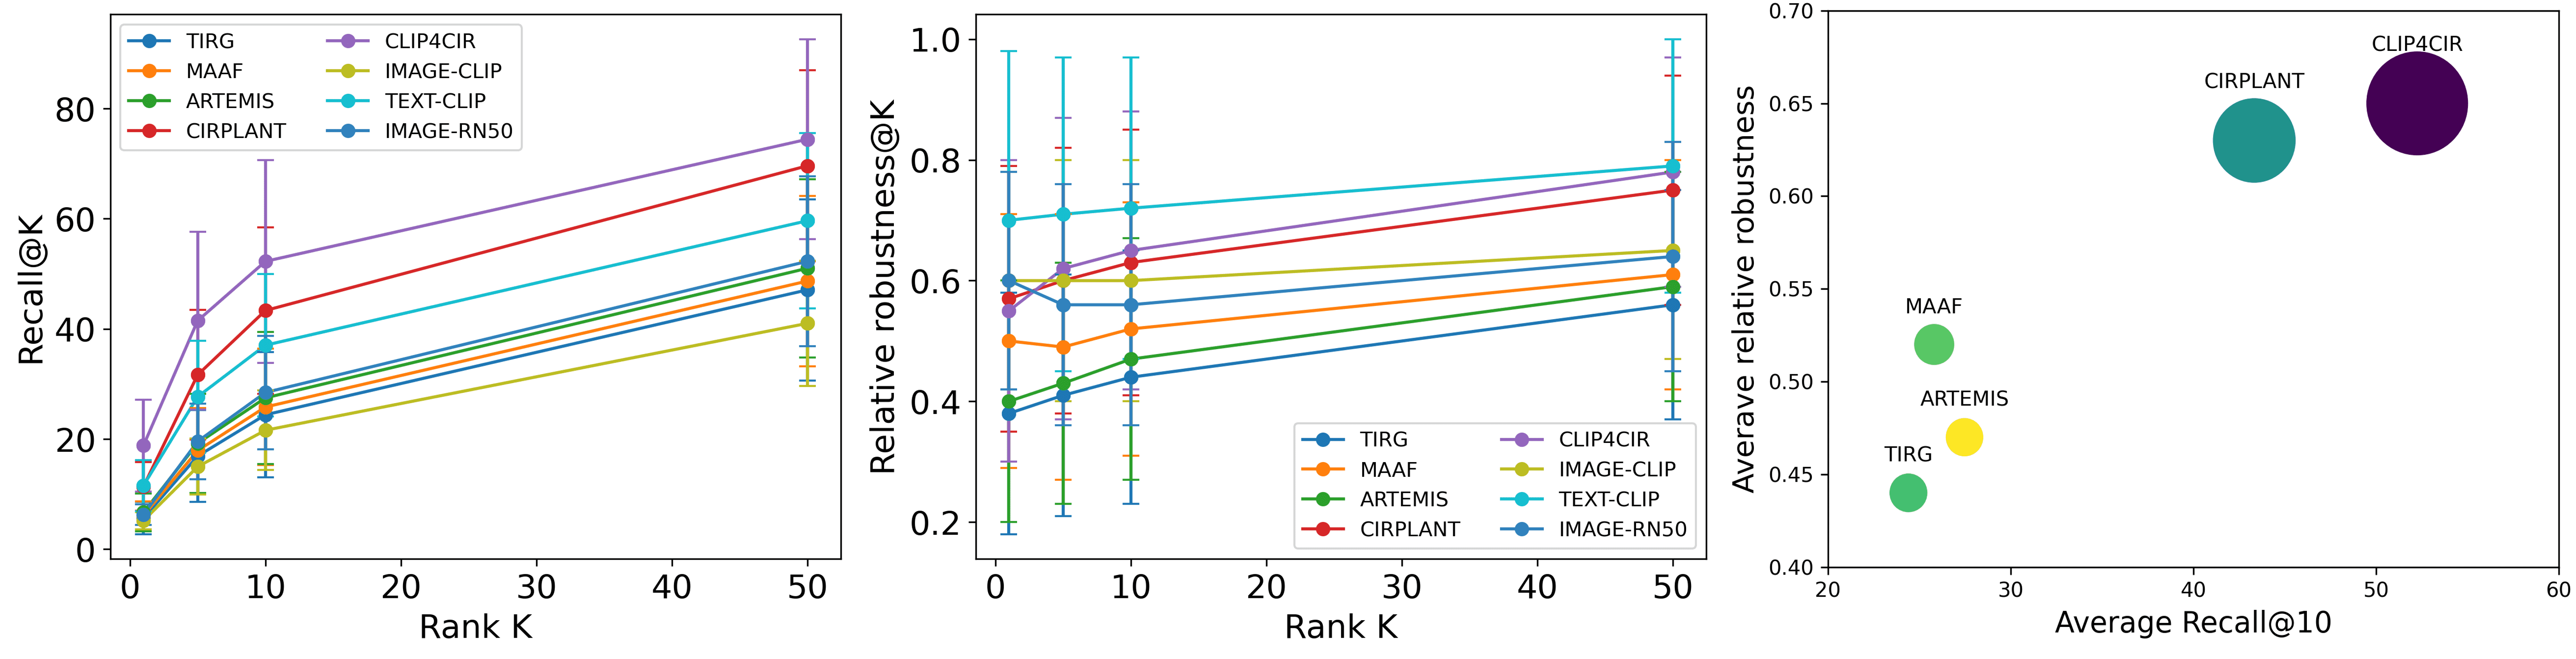 Recall@K
80
60
40
20
0
TIRG
MAAF
ARTEMIS
CIRPLANT
CLIP4CIR
IMAGE-CLIP
TEXT-CLIP
IMAGE-RN50
0 10 20 30 40 50
Rank K
Relative robustness@K
1.0
0.8
0.6
0.4
0.2
TIRG
MAAF
ARTEMIS
CIRPLANT
CLIP4CIR
IMAGE-CLIP
TEXT-CLIP
IMAGE-RN50
0 10 20 30 40 50
Rank K
Averave relative robustness
0.70
0.65
0.60
0.55
0.50
0.45
0.40
CLIP4CIR
CIRPLANT
MAAF
ARTEMIS
TIRG
20 30 40 50 60
Average Recall@10